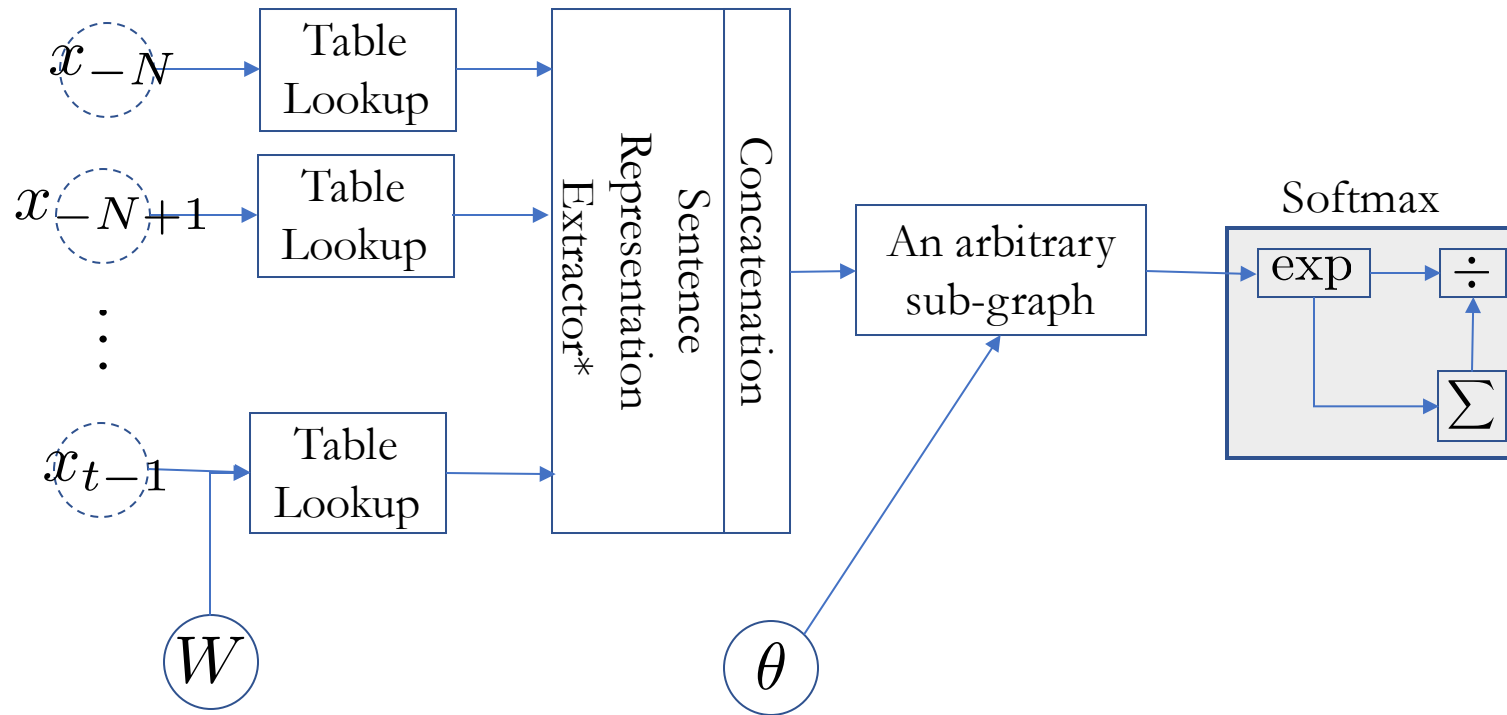 x_{-N}
Table
Lookup
x_{-N+1}
Table
Lookup
⋮
x_{t-1}
Table
Lookup
W
Sentence
Representation
Extractor*
Concatenation
An arbitrary
sub-graph
θ
Softmax
exp
÷
∑